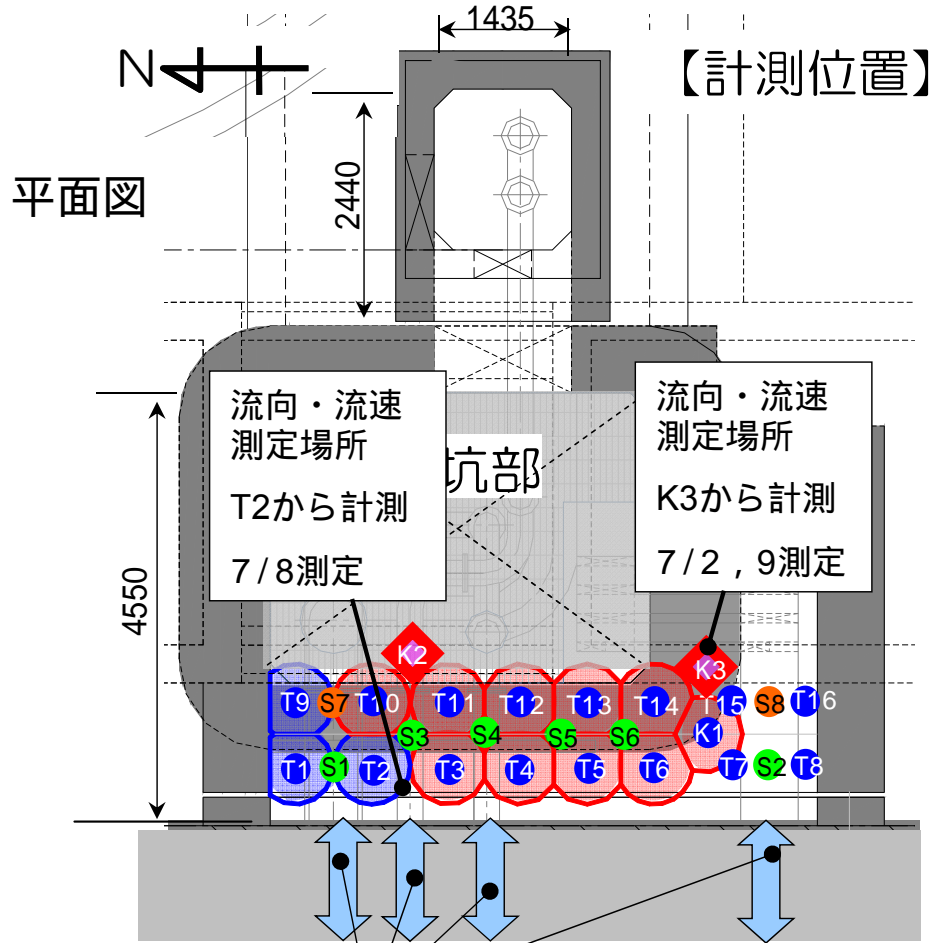 1435
N
【計測位置】
2440
平面図
流向・流速
測定場所
T2から計測
7/8測定
坑部
流向・流速
測定場所
K3から計測
7/2，9測定
4550
K2
K3
T9
S7
T10
T11
T12
T13
T14
T15
S8
T16
S3
S4
S5
S6
K1
T1
S1
T2
T3
T4
T5
T6
T7
S2
T8